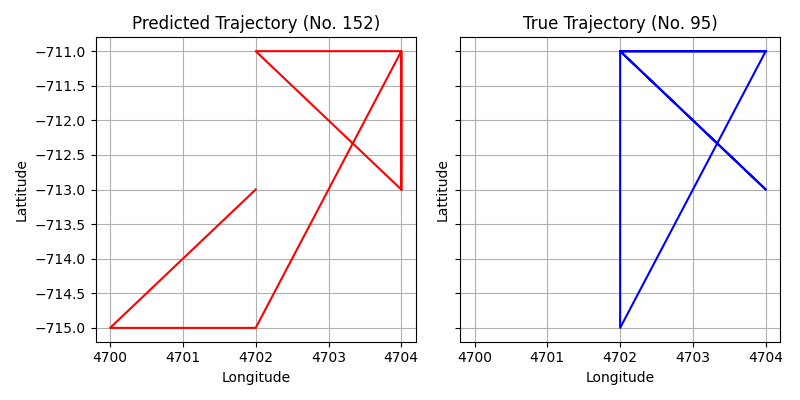 Predicted Trajectory (No. 152)
True Trajectory (No. 95)
−711.0
−711.5
−712.0
−712.5
−713.0
−713.5
−714.0
−714.5
−715.0
Lattitude
Lattitude
4700 4701 4702 4703 4704
4700 4701 4702 4703 4704
Longitude
Longitude